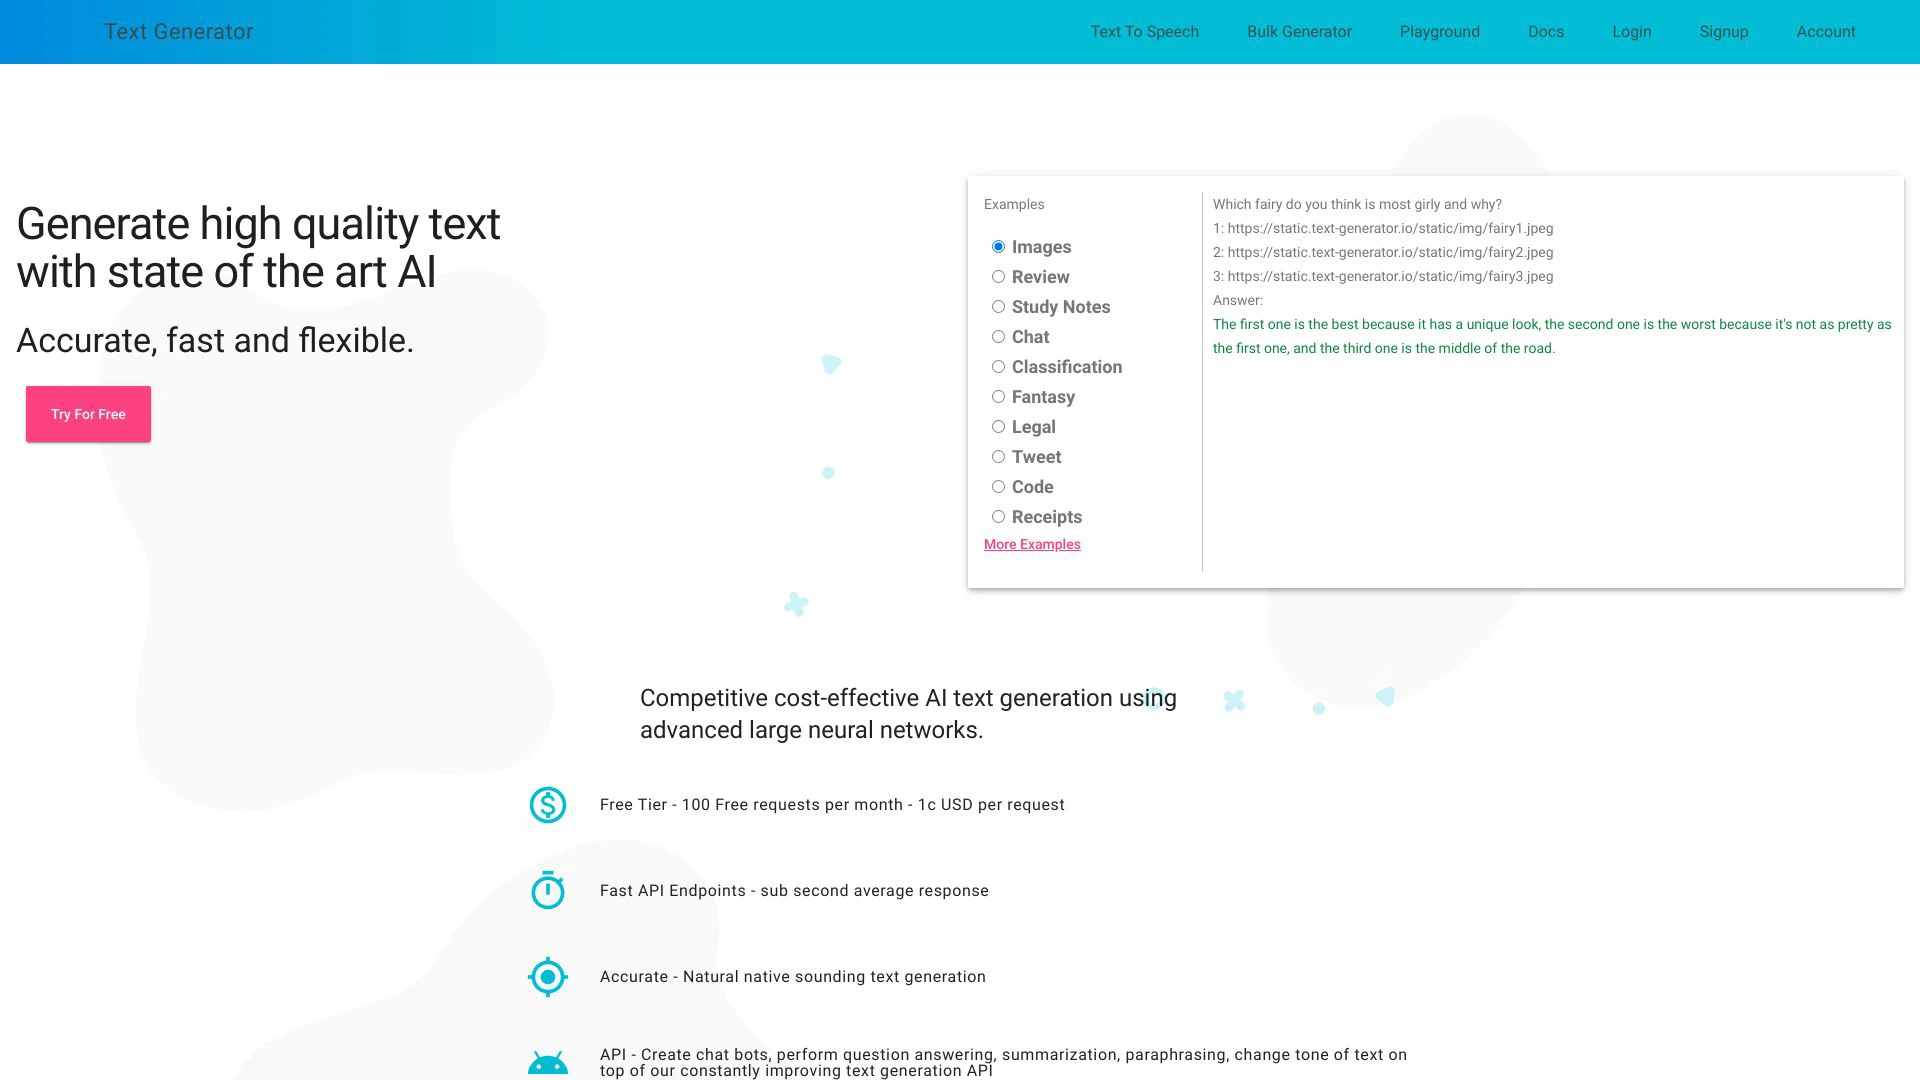 Text Generator
Text To Speech
Bulk Generator
Playground
Docs
Login
Signup
Account
Generate high quality text
with state of the art AI
Accurate, fast and flexible.
Try For Free
Examples
Images
Review
Study Notes
Chat
Classification
Fantasy
Legal
Tweet
Code
Receipts
More Examples
Which fairy do you think is most girly and why?
1: https://static.text-generator.io/static/img/fairy1.jpeg
2: https://static.text-generator.io/static/img/fairy2.jpeg
3: https://static.text-generator.io/static/img/fairy3.jpeg
Answer:
The first one is the best because it has a unique look, the second one is the worst because it's not as pretty as
the first one, and the third one is the middle of the road.
Competitive cost-effective AI text generation using
advanced large neural networks.
Free Tier - 100 Free requests per month - 1c USD per request
Fast API Endpoints - sub second average response
Accurate - Natural native sounding text generation
API - Create chat bots, perform question answering, summarization, paraphrasing, change tone of text on
top of our constantly improving text generation API